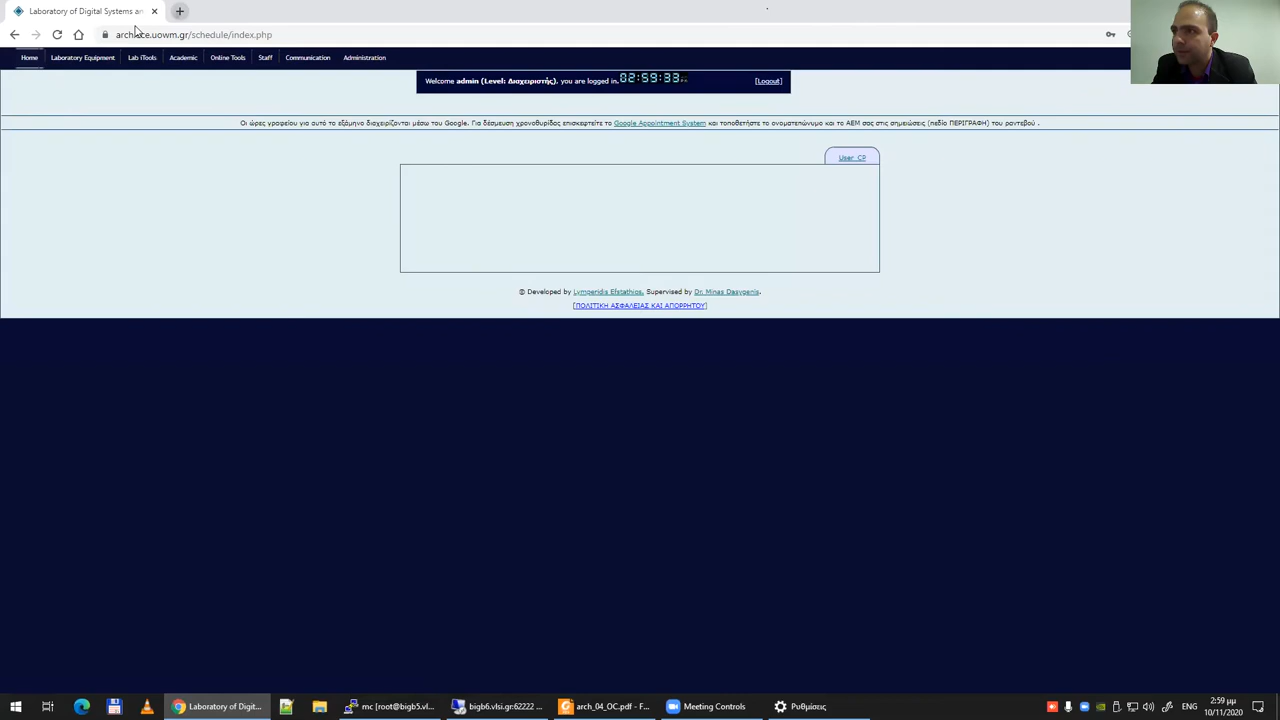 Laboratory of Digital Systems an
arch.ice.uowm.gr/schedule/index.php
Home Laboratory Equipment Lab iTools Academic Online Tools Staff Communication Administration
Welcome admin (Level: Διαχειριστής), you are logged in, 02:59:33 [Logout]
Οι ώρες γραφείου για αυτό το εξάμηνο διαχειρίζονται μέσω του Google. Για δέσμευση χρονοθυρίδας επισκεφτείτε το Google Appointment System και τοποθετήστε το ονοματεπώνυμο και το ΑΕΜ σας στις σημειώσεις (πεδίο ΠΕΡΙΓΡΑΦΗ) του ραντεβού .
User CP
© Developed by Lymperidis Efstathios, Supervised by Dr. Minas Dasygenis.
[ΠΟΛΙΤΙΚΗ ΑΣΦΑΛΕΙΑΣ ΚΑΙ ΑΠΟΡΡΗΤΟΥ]
Laboratory of Digit... mc [root@bigb5.vl... bigb6.vlsi.gr:62222 ... arch_04_OC.pdf - F... Meeting Controls Ρυθμίσεις ENG 2:59 μμ
10/11/2020